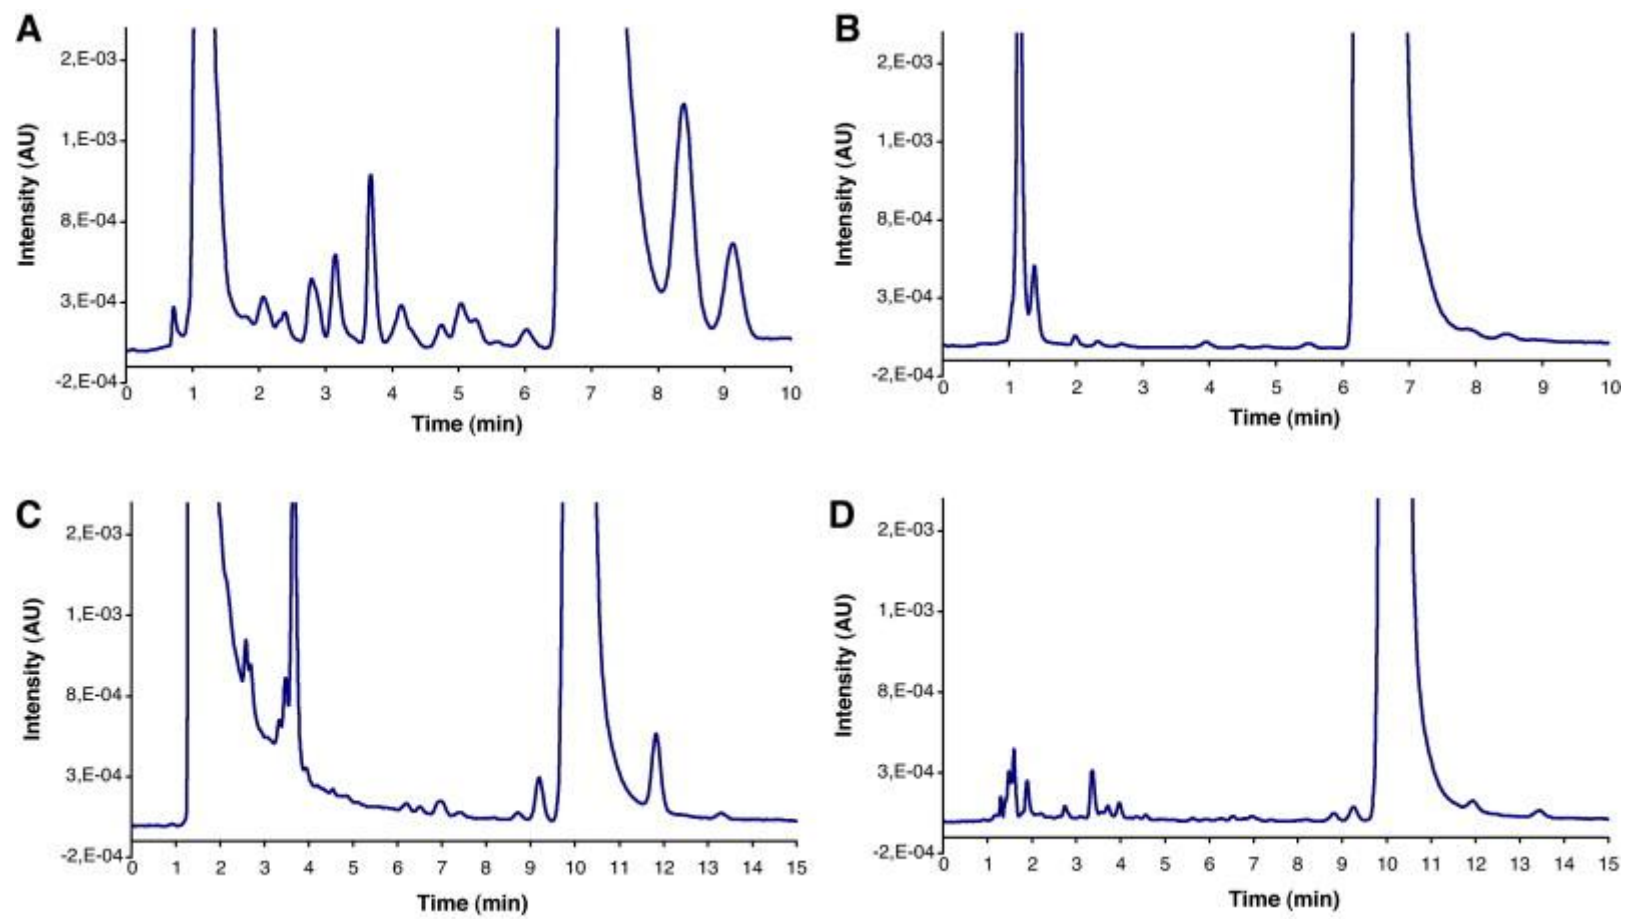 A
Intensity (AU)
2,E-03
1,E-03
8,E-04
3,E-04
-2,E-04
0 1 2 3 4 5 6 7 8 9 10
Time (min)
B
Intensity (AU)
2,E-03
1,E-03
8,E-04
3,E-04
-2,E-04
0 1 2 3 4 5 6 7 8 9 10
Time (min)
C
Intensity (AU)
2,E-03
1,E-03
8,E-04
3,E-04
-2,E-04
0 1 2 3 4 5 6 7 8 9 10 11 12 13 14 15
Time (min)
D
Intensity (AU)
2,E-03
1,E-03
8,E-04
3,E-04
-2,E-04
0 1 2 3 4 5 6 7 8 9 10 11 12 13 14 15
Time (min)